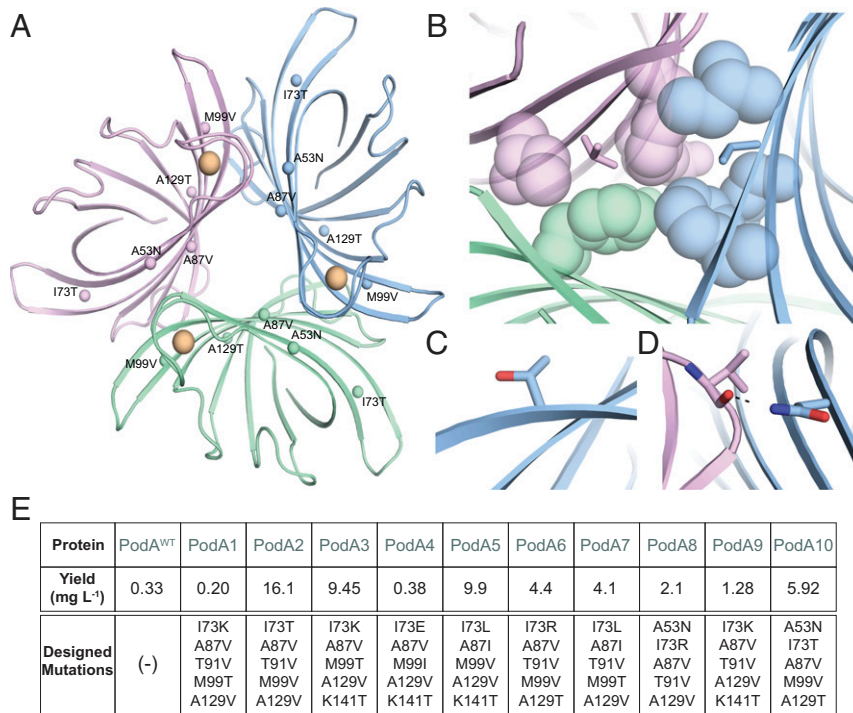 A
M99V
I73T
A129T
A53N
A87V
A53N
A87V
I73T
A129T
M99V
A87V
M99V
A129T
A53N
I73T
B
C
D
E
Protein PodAWT PodA1 PodA2 PodA3 PodA4 PodA5 PodA6 PodA7 PodA8 PodA9 PodA10
Yield (mg L-1) 0.33 0.20 16.1 9.45 0.38 9.9 4.4 4.1 2.1 1.28 5.92
Designed Mutations (-)
I73K I73T I73K I73E I73L I73R I73L A53N I73K A53N
A87V A87V A87V A87V A87I A87V A87I I73R A87V I73T
T91V T91V M99T M99I M99V T91V T91V A87V T91V A87V
M99T M99V A129V A129V A129V M99V M99T T91V A129V M99V
A129V A129V K141T K141T K141T A129T A129V A129V K141T A129T